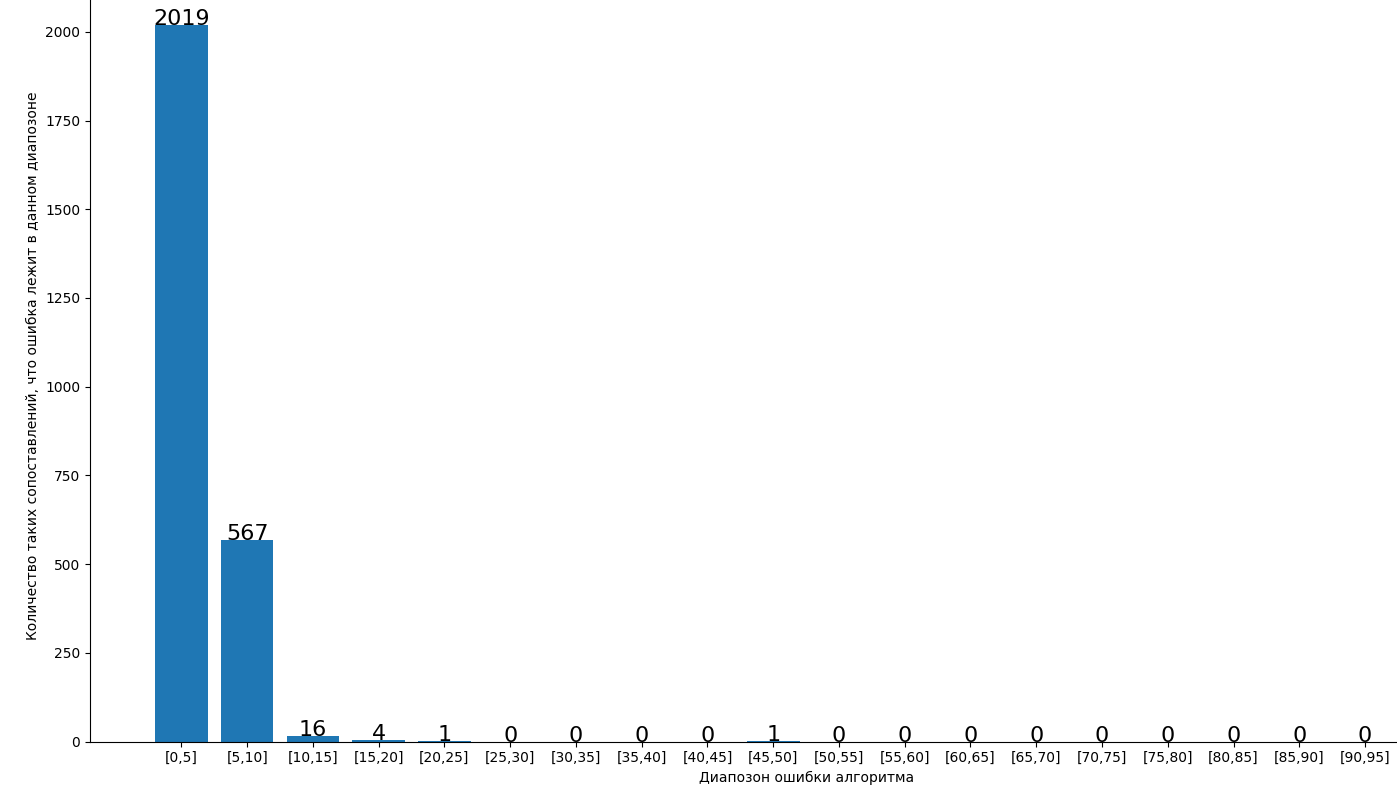 2019
2000
1750
1500
1250
1000
750
567
500
250
16 4 1 0 0 0 0 1 0 0 0 0 0 0 0 0 0
0
[0,5] [5,10] [10,15] [15,20] [20,25] [25,30] [30,35] [35,40] [40,45] [45,50] [50,55] [55,60] [60,65] [65,70] [70,75] [75,80] [80,85] [85,90] [90,95]
Диапозон ошибки алгоритма
Количество таких сопоставлений, что ошибка лежит в данном диапозоне